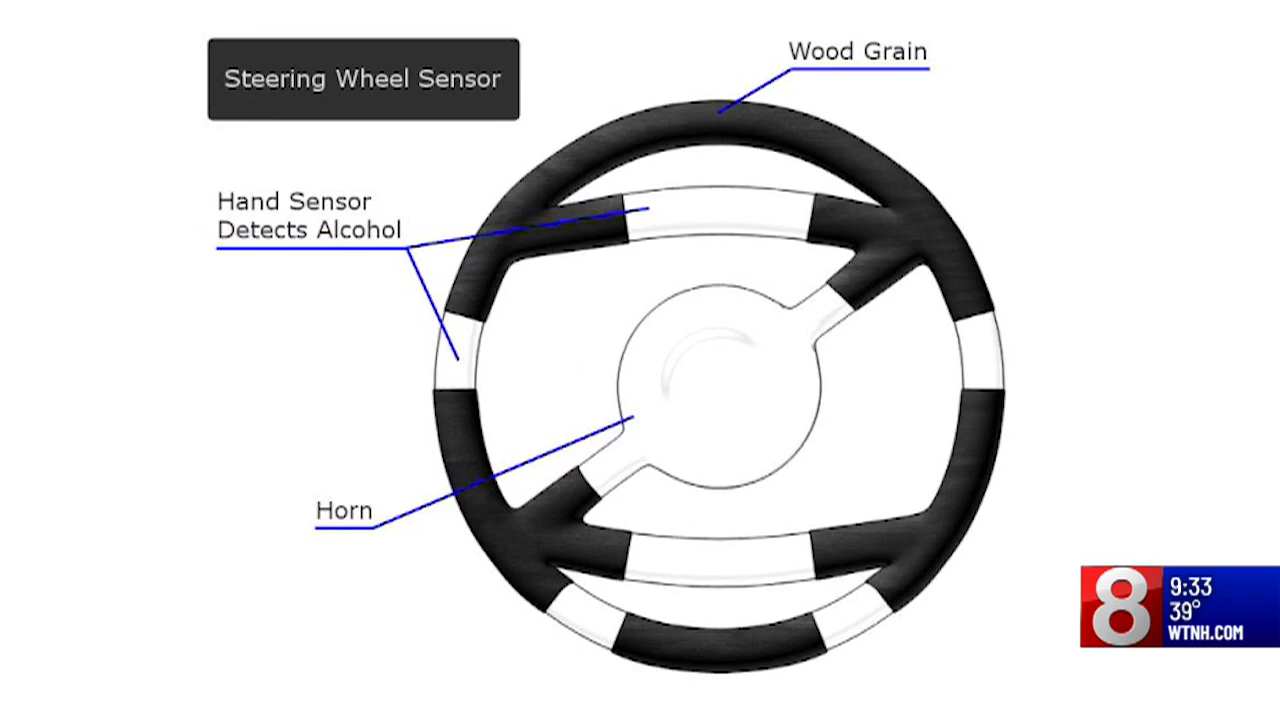 Steering Wheel Sensor
Wood Grain
Hand Sensor
Detects Alcohol
Horn
8
9:33
39°
WTNH.COM